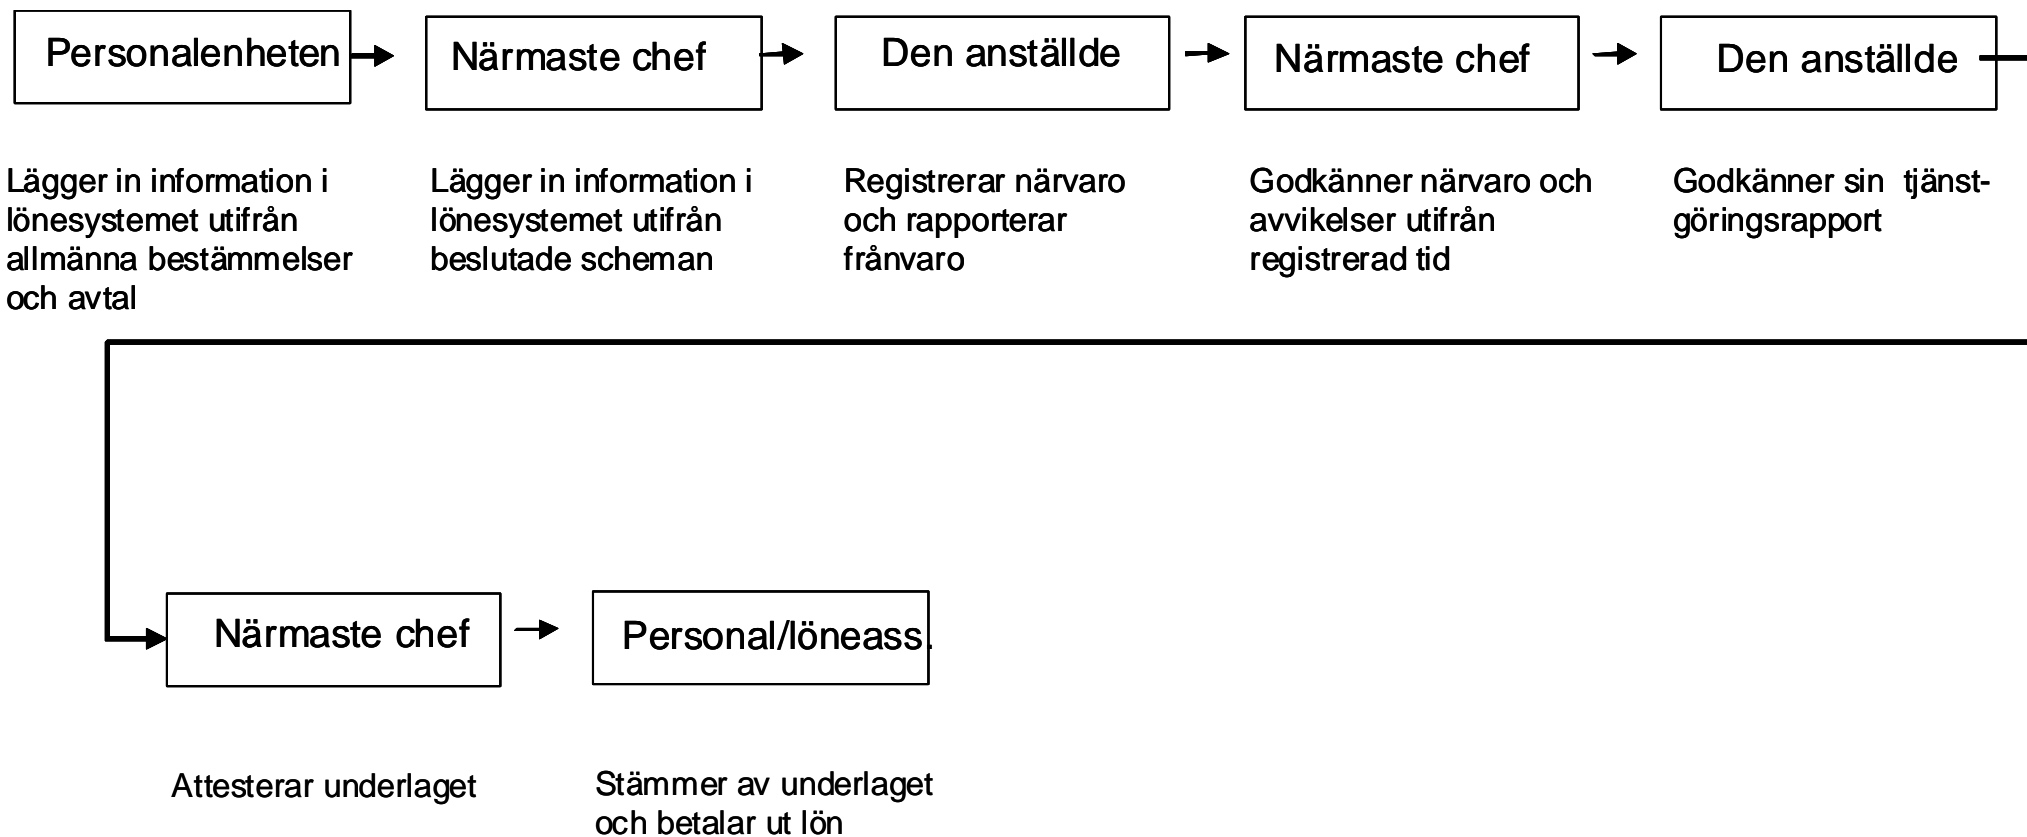 Personalenheten
Närmaste chef
Den anställde
Närmaste chef
Den anställde
Lägger in information i
lönesystemet utifrån
allmänna bestämmelser
och avtal
Lägger in information i
lönesystemet utifrån
beslutade scheman
Registrerar närvaro
och rapporterar
frånvaro
Godkänner närvaro och
avvikelser utifrån
registrerad tid
Godkänner sin  tjänst-
göringsrapport
Närmaste chef
Personal/löneass.
Attesterar underlaget
Stämmer av underlaget
och betalar ut lön